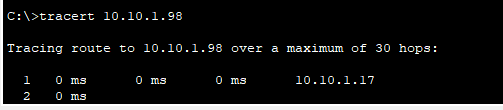 C:\>tracert 10.10.1.98
Tracing route to 10.10.1.98 over a maximum of 30 hops:
1 0 ms 0 ms 0 ms 10.10.1.17
2 0 ms